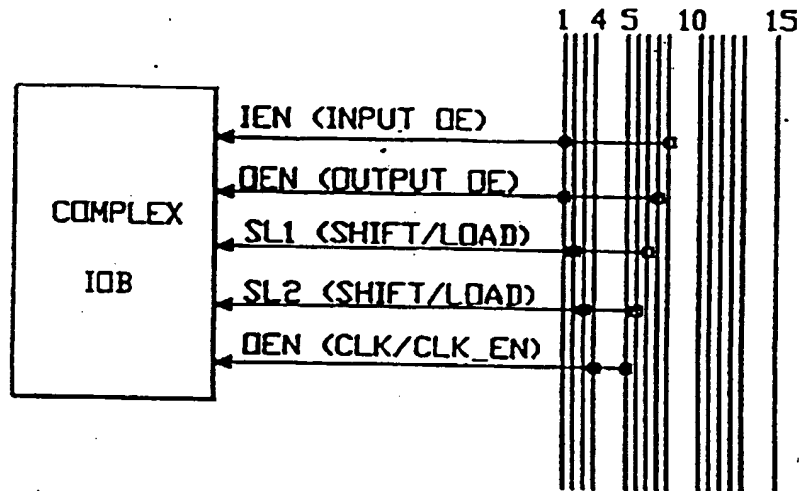 1 4 5 10 15
IEN (INPUT OE)
OEN (OUTPUT OE)
COMPLEX
SL1 (SHIFT/LOAD)
IOB
SL2 (SHIFT/LOAD)
OEN (CLK/CLK_EN)